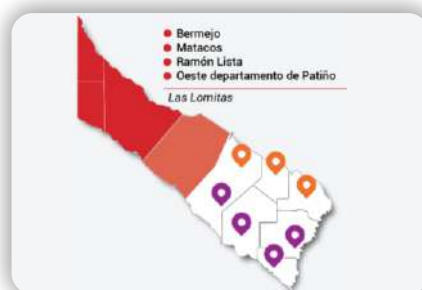 Bermejo
Matacos
Ramón Lista
Oeste departamento de Patiño
Las Lomitas